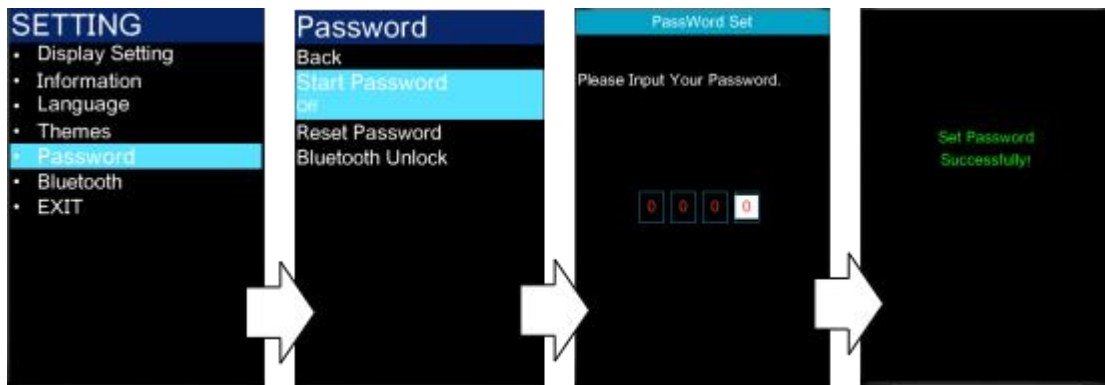 SETTING
• Display Setting
• Information
• Language
• Themes
• Password
• Bluetooth
• EXIT
Password
Back
Start Password
Off
Reset Password
Bluetooth Unlock
PassWord Set
Please Input Your Password.
0 0 0 0
Set Password
Successfully!